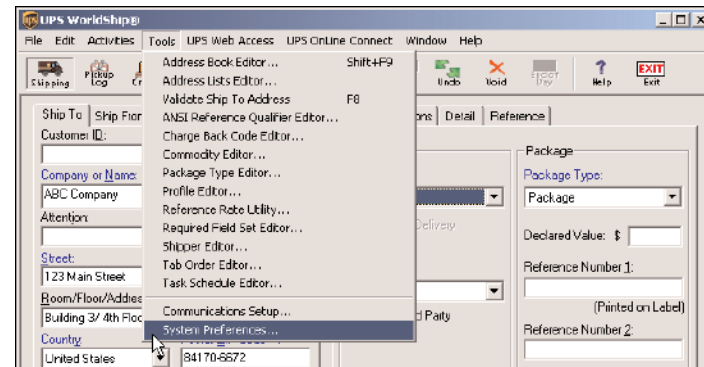 UPS WorldShip®
File Edit Activities Tools UPS Web Access UPS OnLine Connect Window Help
Shipping Pickup Log Undo Void End of Day Help Exit
EXIT
Ship To Ship From Detail Reference
Customer ID:
Company or Name:
ABC Company
Attention:
Street:
123 Main Street
Room/Floor/Addres
Building 3/ 4th Floo
Country:
United States
84170-6672
Address Book Editor... Shift+F9
Address Lists Editor...
Validate Ship To Address F8
ANSI Reference Qualifier Editor...
Charge Back Code Editor...
Commodity Editor...
Package Type Editor...
Profile Editor...
Reference Rate Utility...
Required Field Set Editor...
Shipper Editor...
Tab Order Editor...
Task Schedule Editor...
Communications Setup...
System Preferences...
Delivery
d Party
Package
Package Type:
Package
Declared Value: $
Reference Number 1:
(Printed on Label)
Reference Number 2: